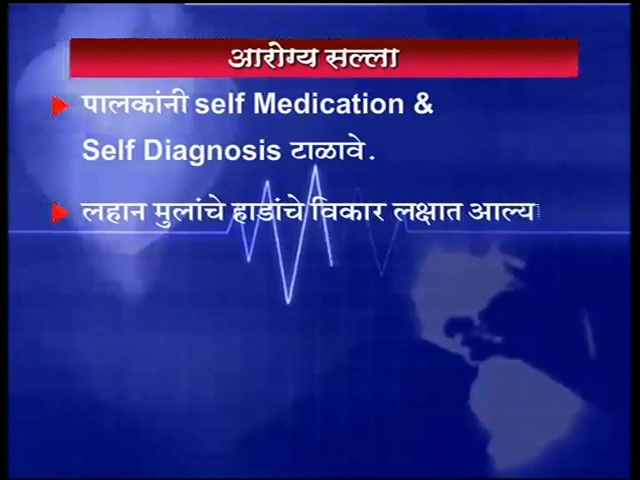 आरोग्य सल्ला
पालकांनी self Medication &
Self Diagnosis टाळावे.
लहान मुलांचे हाडांचे विकार लक्षात आल्य